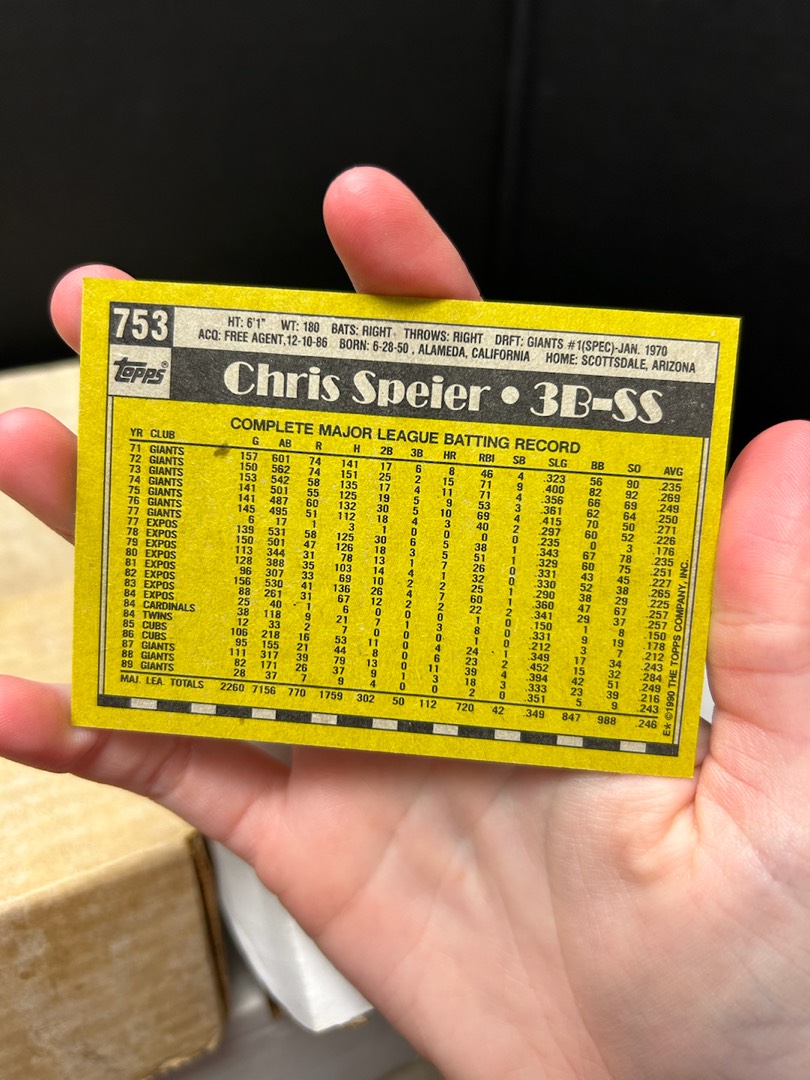 753
HT: 6'1" WT: 180 BATS: RIGHT THROWS: RIGHT DRFT: GIANTS #1(SPEC)-JAN. 1970
ACQ: FREE AGENT,12-10-86 BORN: 6-28-50 , ALAMEDA, CALIFORNIA HOME: SCOTTSDALE, ARIZONA
TOPPS®
Chris Speier • 3B-SS
COMPLETE MAJOR LEAGUE BATTING RECORD
YR CLUB G AB R H 2B 3B HR RBI SB SLG BB SO AVG
71 GIANTS 157 601 74 141 17 6 8 46 4 .323 56 90 .235
72 GIANTS 150 562 74 151 25 2 15 71 9 .400 82 92 .269
73 GIANTS 153 542 58 135 17 4 11 71 4 .356 66 69 .249
74 GIANTS 141 501 55 125 19 5 9 53 3 .361 62 64 .250
75 GIANTS 141 487 60 132 30 5 10 69 4 .415 70 50 .271
76 GIANTS 145 495 51 112 18 4 3 40 2 .297 60 52 .226
77 GIANTS 6 17 1 3 1 0 0 0 0 .235 0 3 .176
77 EXPOS 139 531 58 125 30 6 5 38 1 .343 67 78 .235
78 EXPOS 150 501 47 126 18 3 5 51 1 .329 60 75 .251
79 EXPOS 113 344 31 78 13 1 7 26 0 .331 43 45 .227
80 EXPOS 128 388 35 103 14 4 1 32 0 .330 52 38 .265
81 EXPOS 96 307 33 69 10 2 2 25 1 .290 38 29 .225
82 EXPOS 156 530 41 136 26 4 7 60 1 .360 47 67 .257
83 EXPOS 88 261 31 67 12 2 2 22 2 .341 29 37 .257
84 EXPOS 25 40 1 6 0 0 0 1 0 .150 1 8 .150
84 CARDINALS 38 118 9 21 7 1 3 8 0 .331 9 19 .178
84 TWINS 12 33 2 7 0 0 0 1 0 .212 3 7 .212
85 CUBS 106 218 16 53 11 0 4 24 1 .349 17 34 .243
86 CUBS 95 155 21 44 8 0 6 23 2 .452 15 32 .284
87 GIANTS 111 317 39 79 13 0 11 39 4 .394 42 51 .249
88 GIANTS 82 171 26 37 9 1 3 18 3 .333 23 39 .216
89 GIANTS 28 37 7 9 4 0 0 2 0 .351 5 9 .243
MAJ. LEA. TOTALS 2260 7156 770 1759 302 50 112 720 42 .349 847 988 .246
E* ©1990 THE TOPPS COMPANY, INC.